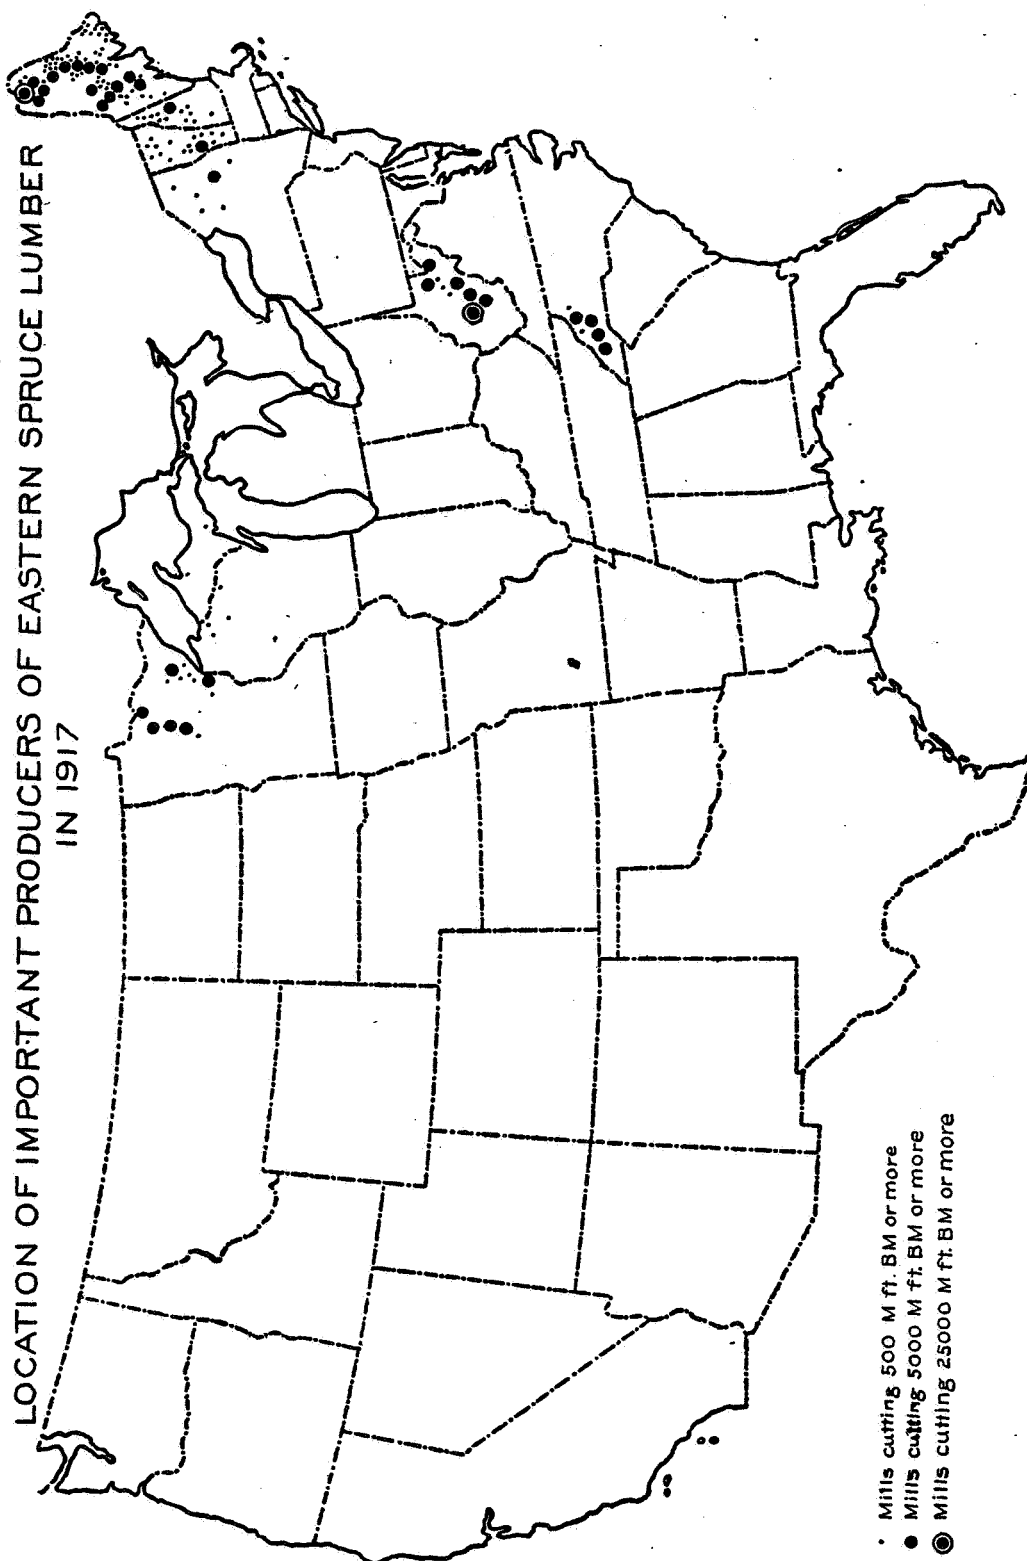 LOCATION OF IMPORTANT PRODUCERS OF EASTERN SPRUCE LUMBER
IN 1917
Mills cutting 500 M ft. BM or more
Mills cutting 5000 M ft. BM or more
Mills cutting 25000 M ft. BM or more